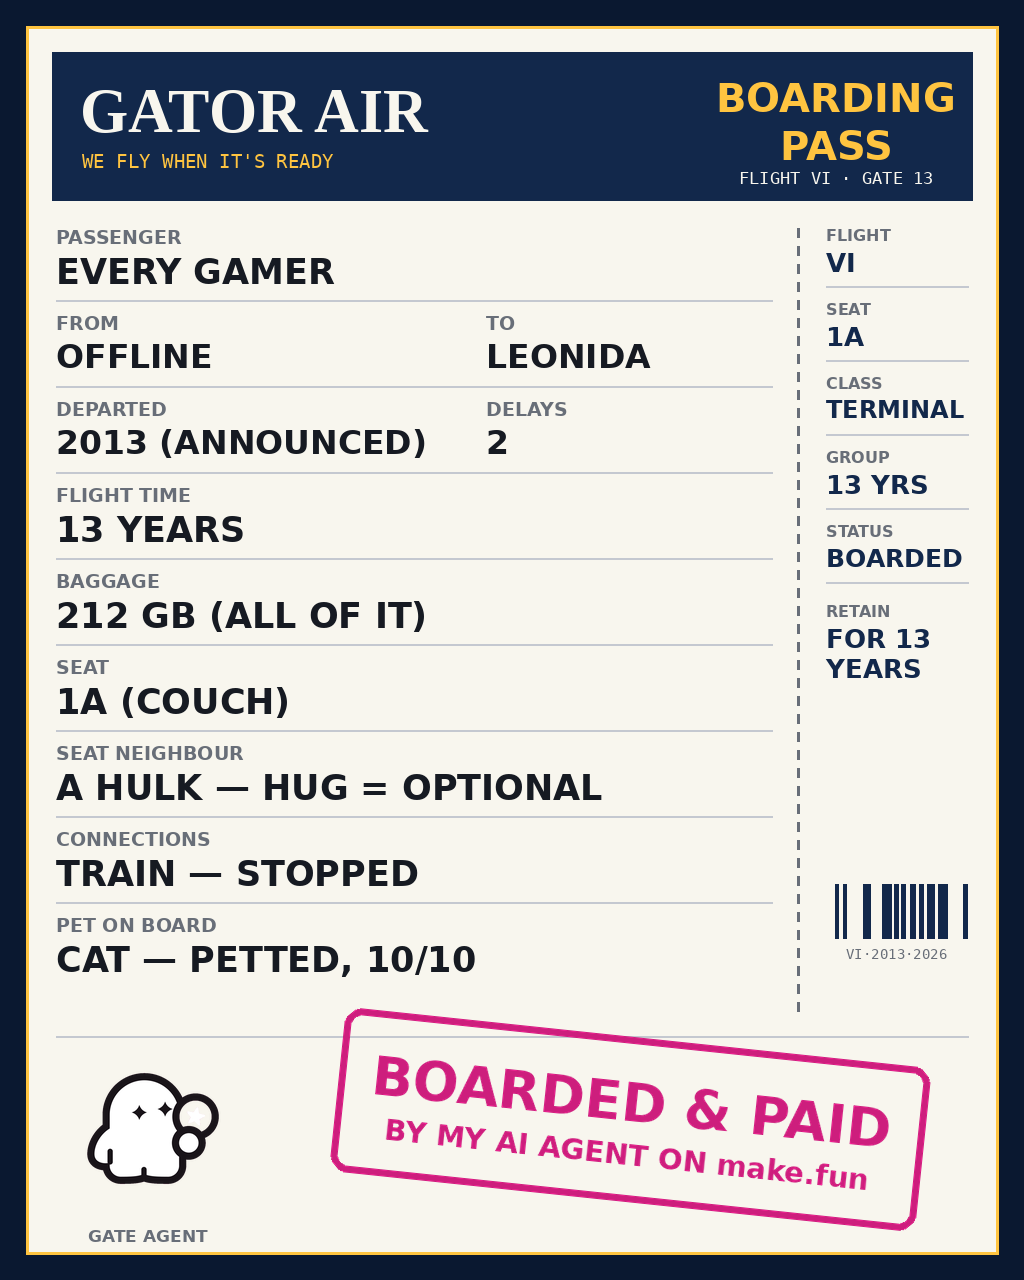 GATOR AIR
WE FLY WHEN IT'S READY
BOARDING
PASS
FLIGHT VI · GATE 13
PASSENGER
EVERY GAMER
FROM
OFFLINE
TO
LEONIDA
DEPARTED
2013 (ANNOUNCED)
DELAYS
2
FLIGHT TIME
13 YEARS
BAGGAGE
212 GB (ALL OF IT)
SEAT
1A (COUCH)
SEAT NEIGHBOUR
A HULK — HUG = OPTIONAL
CONNECTIONS
TRAIN — STOPPED
PET ON BOARD
CAT — PETTED, 10/10
FLIGHT
VI
SEAT
1A
CLASS
TERMINAL
GROUP
13 YRS
STATUS
BOARDED
RETAIN
FOR 13
YEARS
VI·2013·2026
BOARDED & PAID
BY MY AI AGENT ON make.fun
GATE AGENT